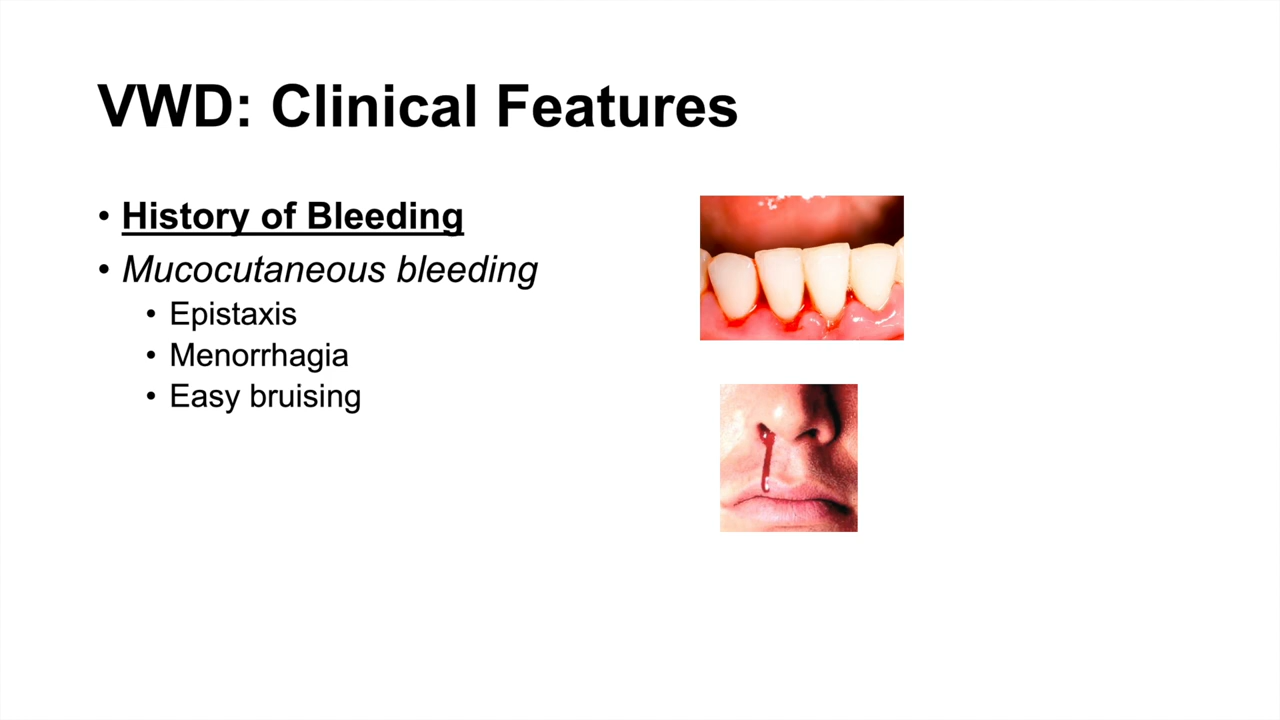 VWD: Clinical Features
• History of Bleeding
• Mucocutaneous bleeding
• Epistaxis
• Menorrhagia
• Easy bruising